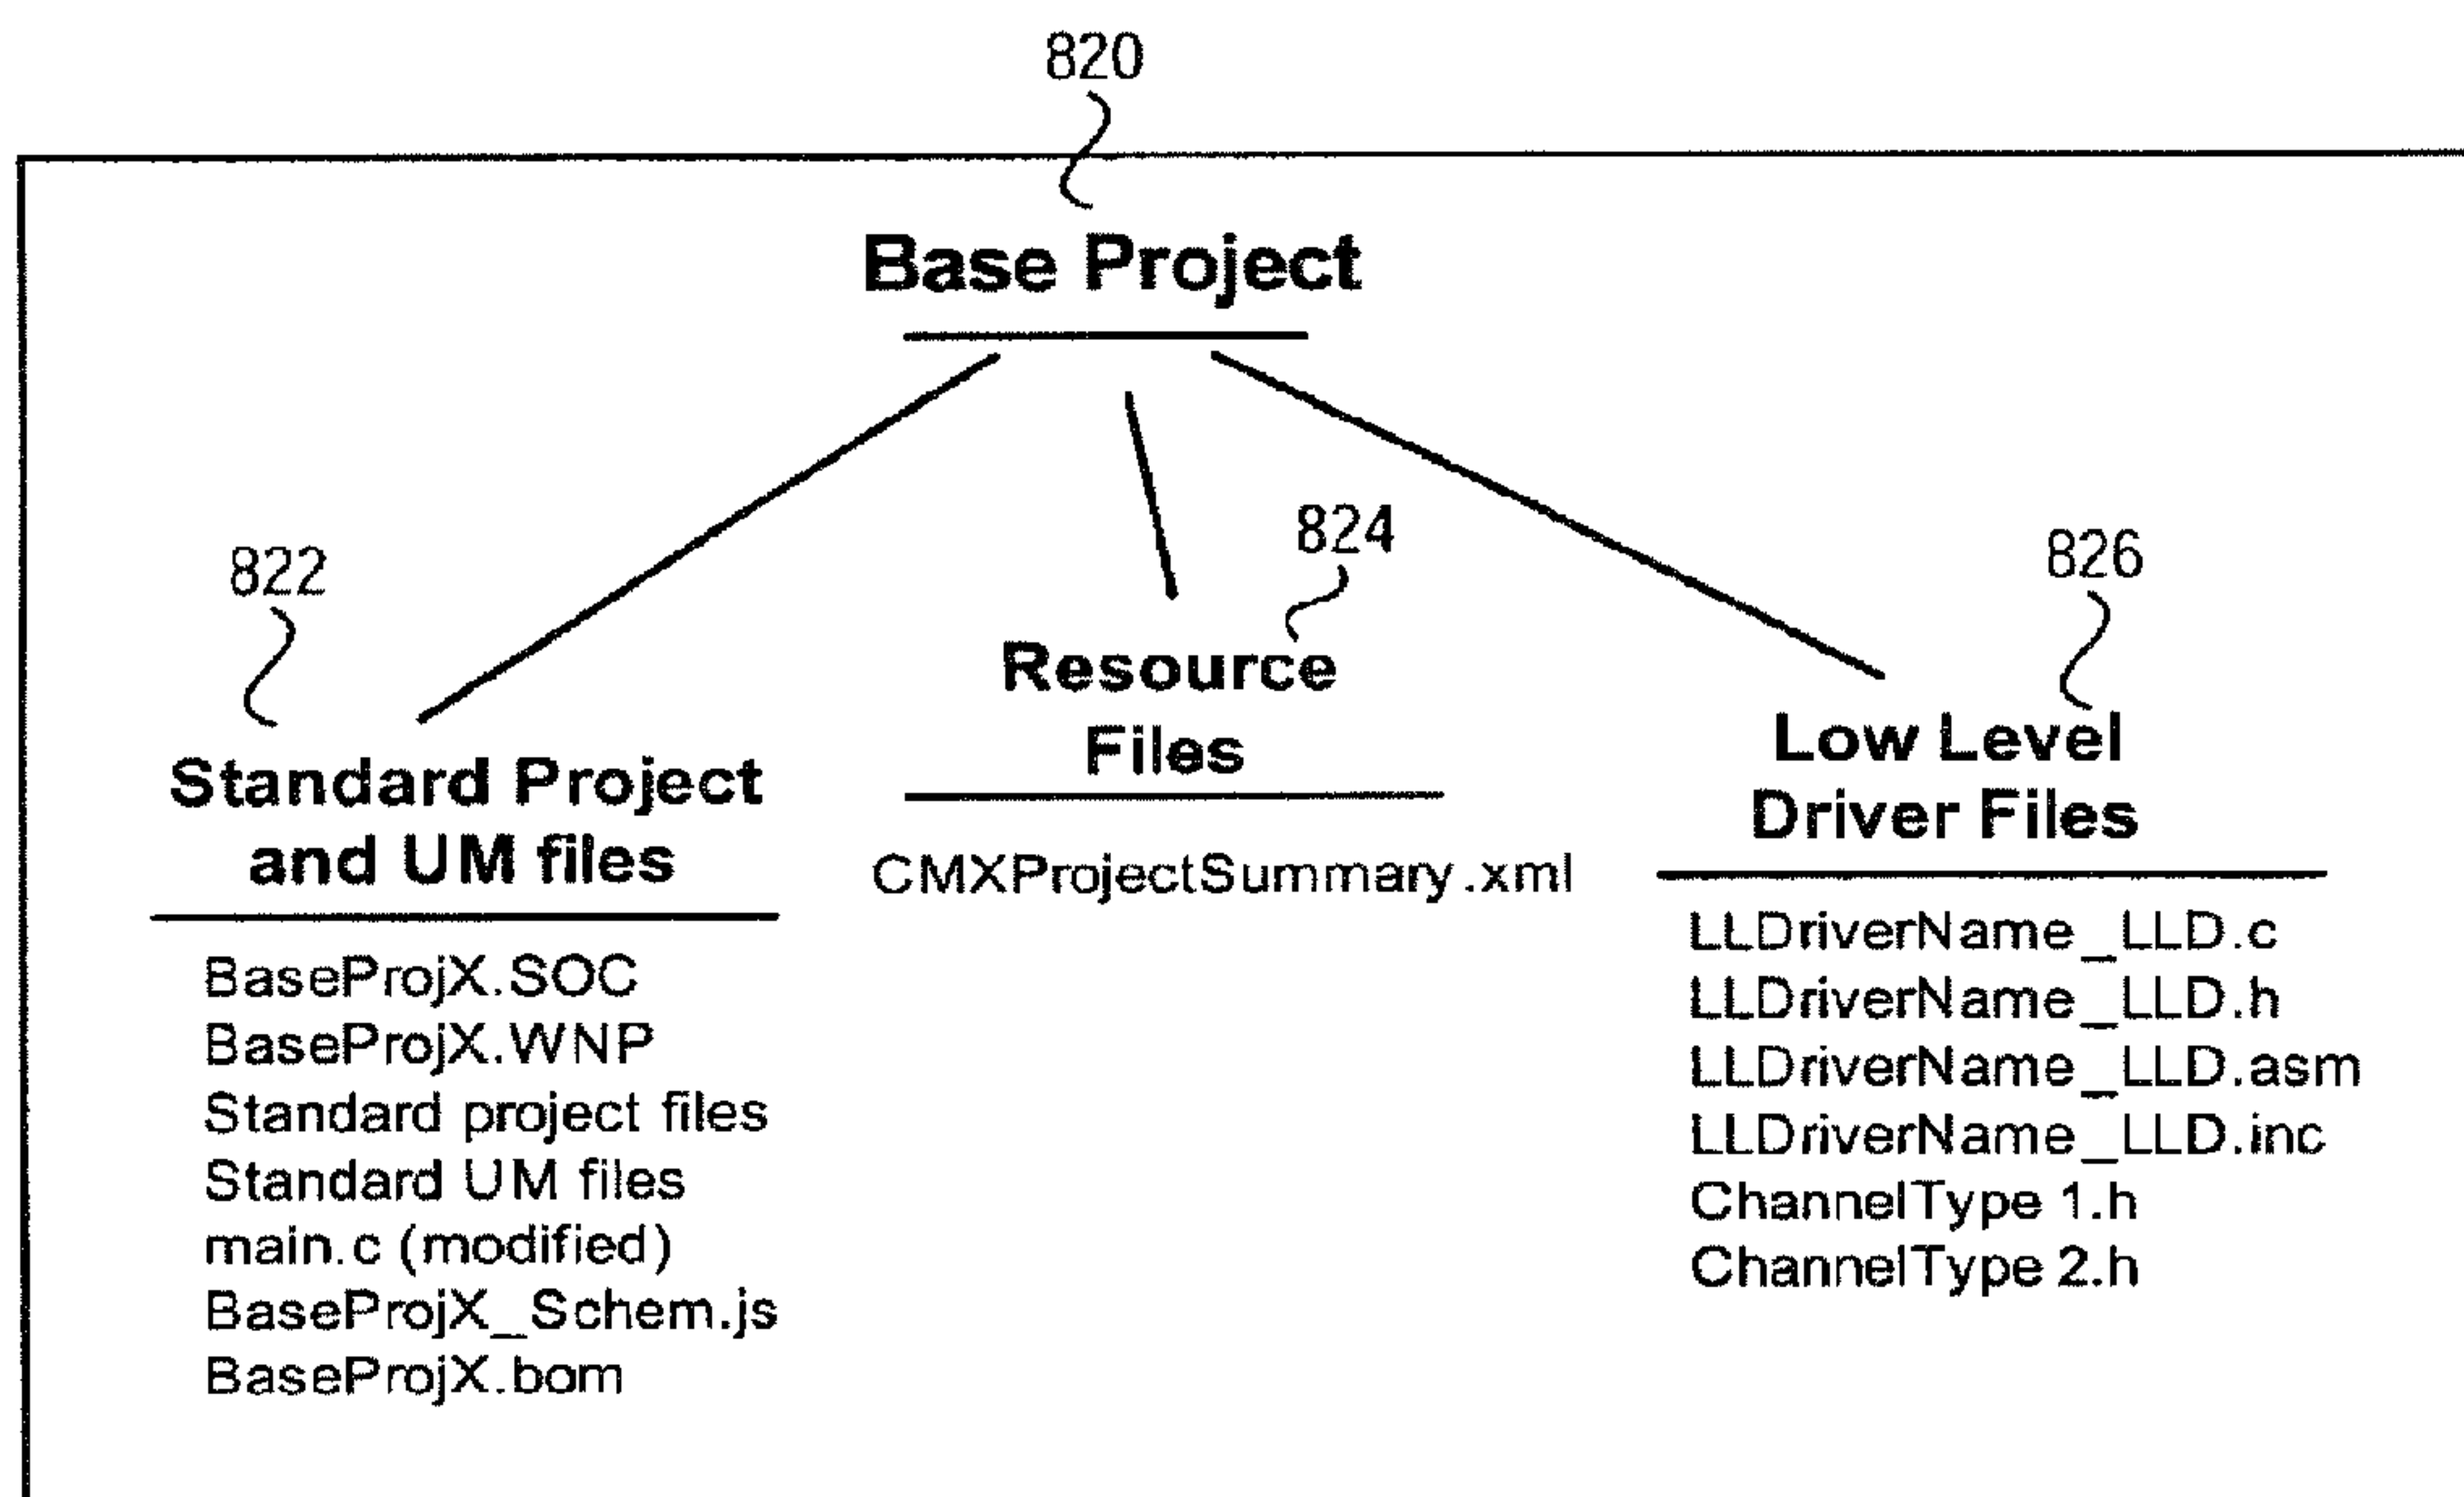 820
Base Project
822
Standard Project
and UM files
BaseProjX.SOC
BaseProjX.WNP
Standard project files
Standard UM files
main.c (modified)
BaseProjX_Schem.js
BaseProjX.bom
824
Resource
Files
CMXProjectSummary.xml
826
Low Level
Driver Files
LLDriverName_LLD.c
LLDriverName_LLD.h
LLDriverName_LLD.asm
LLDriverName_LLD.inc
ChannelType 1.h
ChannelType 2.h